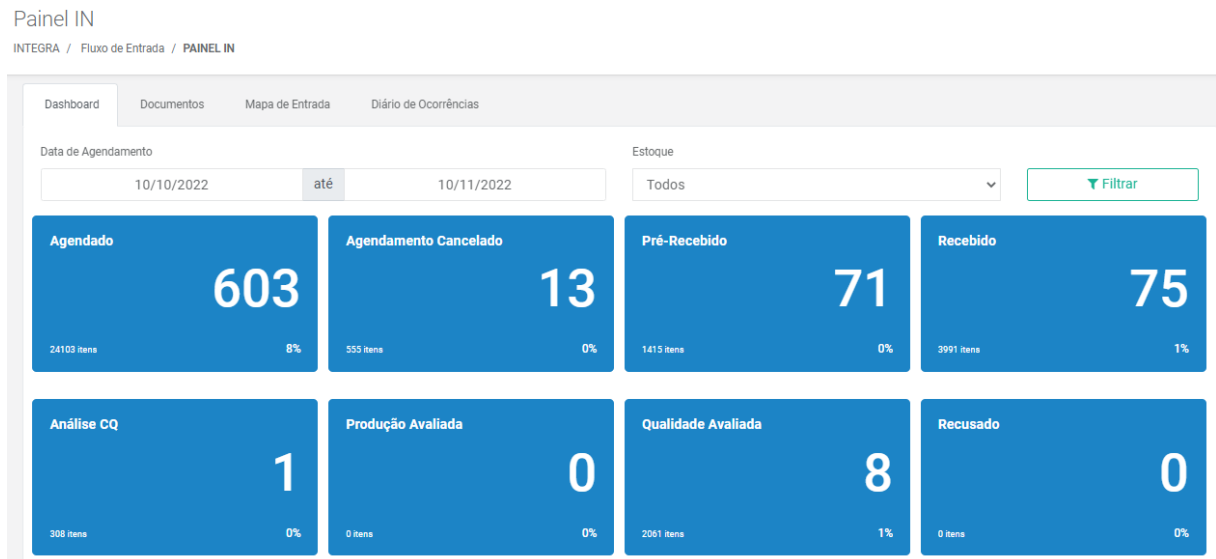 Painel IN
INTEGRA / Fluxo de Entrada / PAINEL IN
Dashboard Documentos Mapa de Entrada Diário de Ocorrências
Data de Agendamento Estoque
10/10/2022 até 10/11/2022 Todos Filtrar
Agendado Agendamento Cancelado Pré-Recebido Recebido
603 13 71 75
24103 itens 8% 555 itens 0% 1415 itens 0% 3991 itens 1%
Análise CQ Produção Avaliada Qualidade Avaliada Recusado
1 0 8 0
308 itens 0% 0 itens 0% 2061 itens 1% 0 itens 0%